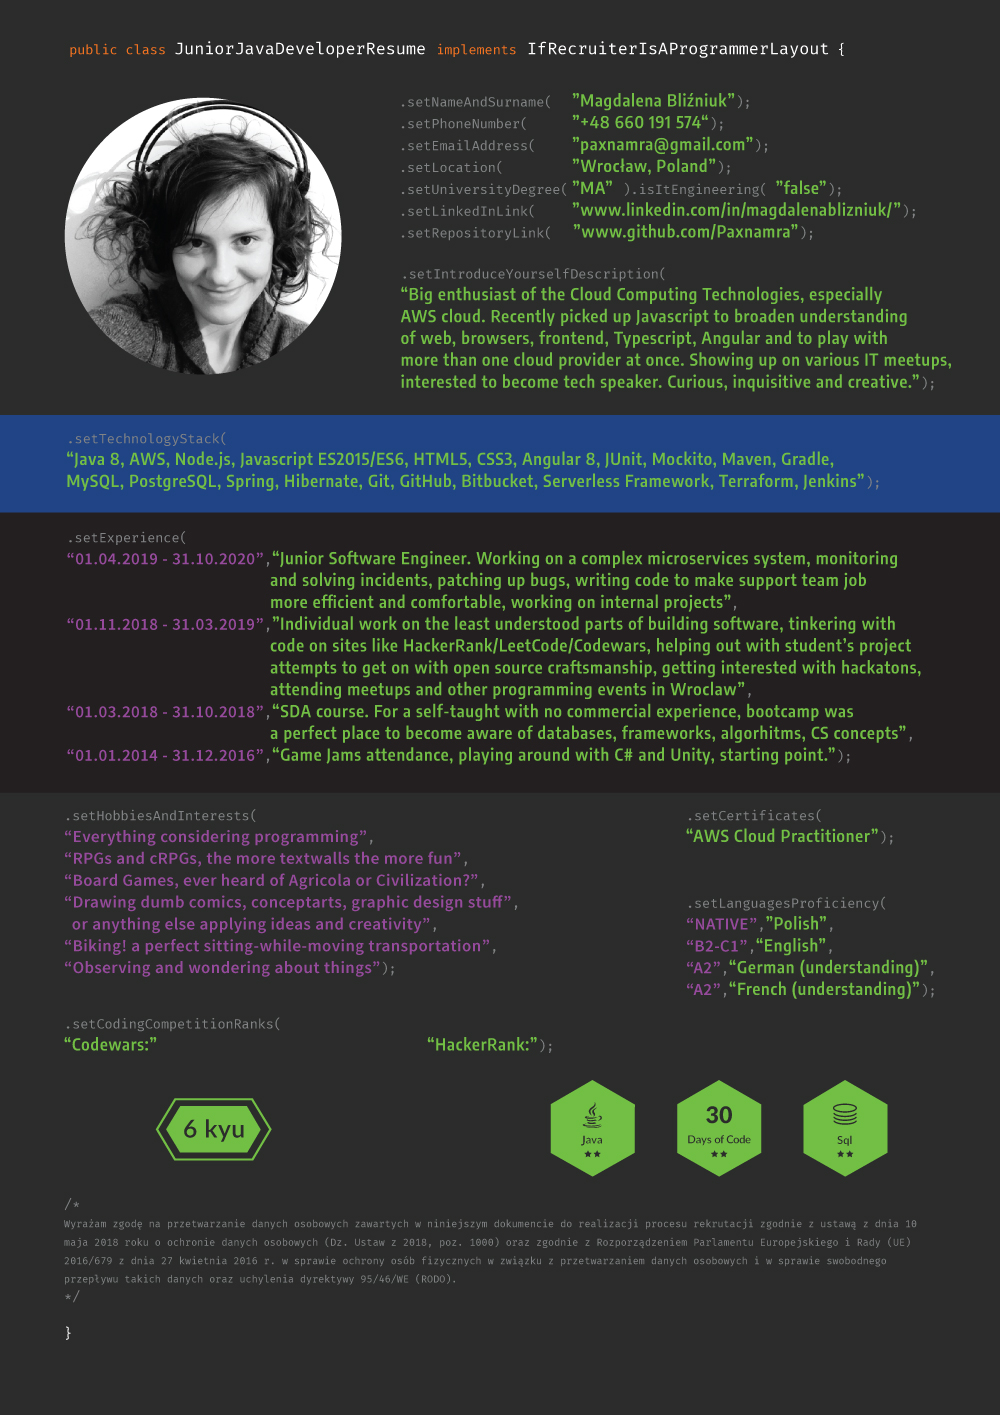 public class JuniorJavaDeveloperResume implements IfRecruiterIsAProgrammerLayout {
.setNameAndSurname( ”Magdalena Bliźniuk”);
.setPhoneNumber( ”+48 660 191 574“);
.setEmailAddress( ”paxnamra@gmail.com”);
.setLocation( ”Wrocław, Poland”);
.setUniversityDegree( ”MA” ).isItEngineering( ”false”);
.setLinkedInLink( ”www.linkedin.com/in/magdalenablizniuk/”);
.setRepositoryLink( ”www.github.com/Paxnamra”);
.setIntroduceYourselfDescription(
“Big enthusiast of the Cloud Computing Technologies, especially
AWS cloud. Recently picked up Javascript to broaden understanding
of web, browsers, frontend, Typescript, Angular and to play with
more than one cloud provider at once. Showing up on various IT meetups,
interested to become tech speaker. Curious, inquisitive and creative.”);
.setTechnologyStack(
“Java 8, AWS, Node.js, Javascript ES2015/ES6, HTML5, CSS3, Angular 8, JUnit, Mockito, Maven, Gradle,
MySQL, PostgreSQL, Spring, Hibernate, Git, GitHub, Bitbucket, Serverless Framework, Terraform, Jenkins”);
.setExperience(
“01.04.2019 - 31.10.2020”,“Junior Software Engineer. Working on a complex microservices system, monitoring
and solving incidents, patching up bugs, writing code to make support team job
more efficient and comfortable, working on internal projects”,
“01.11.2018 - 31.03.2019”,”Individual work on the least understood parts of building software, tinkering with
code on sites like HackerRank/LeetCode/Codewars, helping out with student’s project
attempts to get on with open source craftsmanship, getting interested with hackatons,
attending meetups and other programming events in Wroclaw”,
“01.03.2018 - 31.10.2018”,“SDA course. For a self-taught with no commercial experience, bootcamp was
a perfect place to become aware of databases, frameworks, algorhitms, CS concepts”,
“01.01.2014 - 31.12.2016”,“Game Jams attendance, playing around with C# and Unity, starting point.”);
.setHobbiesAndInterests(
“Everything considering programming”,
“RPGs and cRPGs, the more textwalls the more fun”,
“Board Games, ever heard of Agricola or Civilization?”,
“Drawing dumb comics, conceptarts, graphic design stuff”,
or anything else applying ideas and creativity”,
“Biking! a perfect sitting-while-moving transportation”,
“Observing and wondering about things”);
.setCertificates(
“AWS Cloud Practitioner”);
.setLanguagesProficiency(
“NATIVE”,”Polish”,
“B2-C1”,“English”,
“A2”,“German (understanding)”,
“A2”,“French (understanding)”);
.setCodingCompetitionRanks(
“Codewars:” “HackerRank:”);
6 kyu
Java
30
Days of Code
Sql
/*
Wyrażam zgodę na przetwarzanie danych osobowych zawartych w niniejszym dokumencie do realizacji procesu rekrutacji zgodnie z ustawą z dnia 10
maja 2018 roku o ochronie danych osobowych (Dz. Ustaw z 2018, poz. 1000) oraz zgodnie z Rozporządzeniem Parlamentu Europejskiego i Rady (UE)
2016/679 z dnia 27 kwietnia 2016 r. w sprawie ochrony osób fizycznych w związku z przetwarzaniem danych osobowych i w sprawie swobodnego
przepływu takich danych oraz uchylenia dyrektywy 95/46/WE (RODO).
*/
}